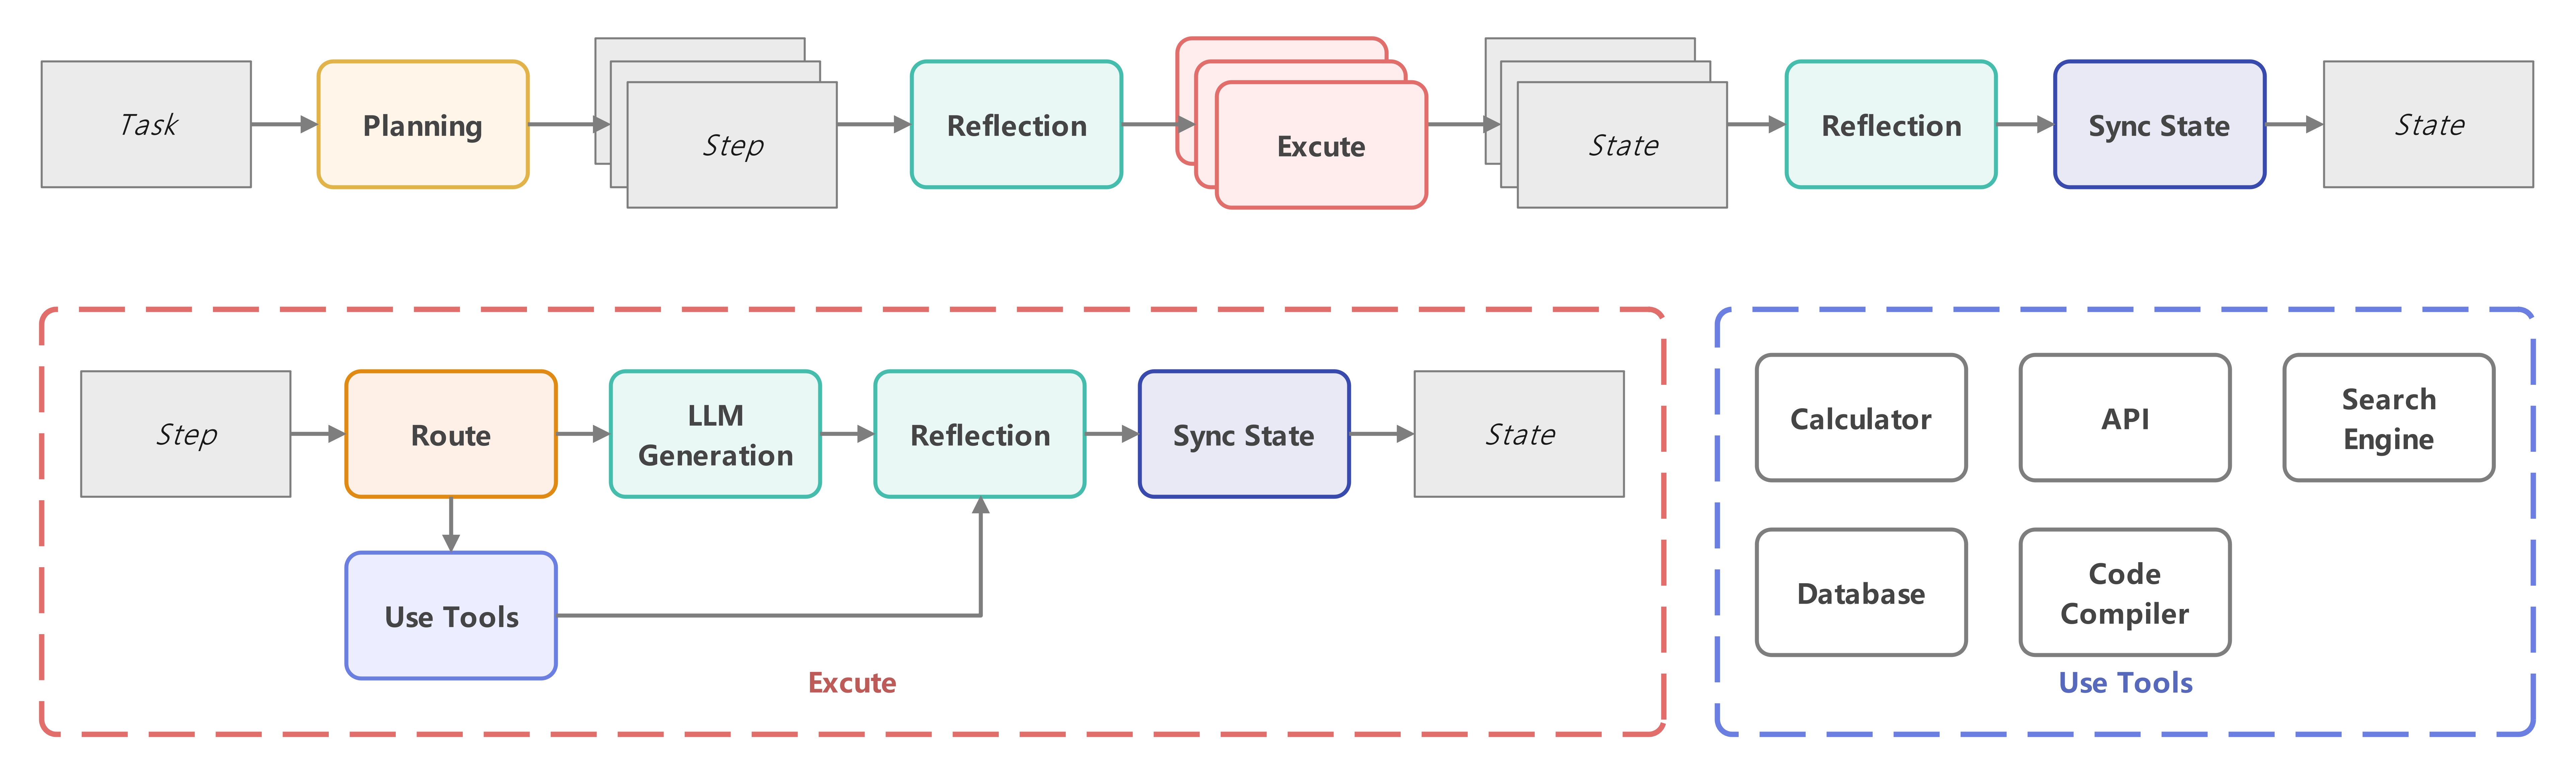 Task
Planning
Step
Reflection
Excute
State
Reflection
Sync State
State
Step
Route
LLM
Generation
Reflection
Sync State
State
Use Tools
Excute
Calculator
API
Search
Engine
Database
Code
Compiler
Use Tools